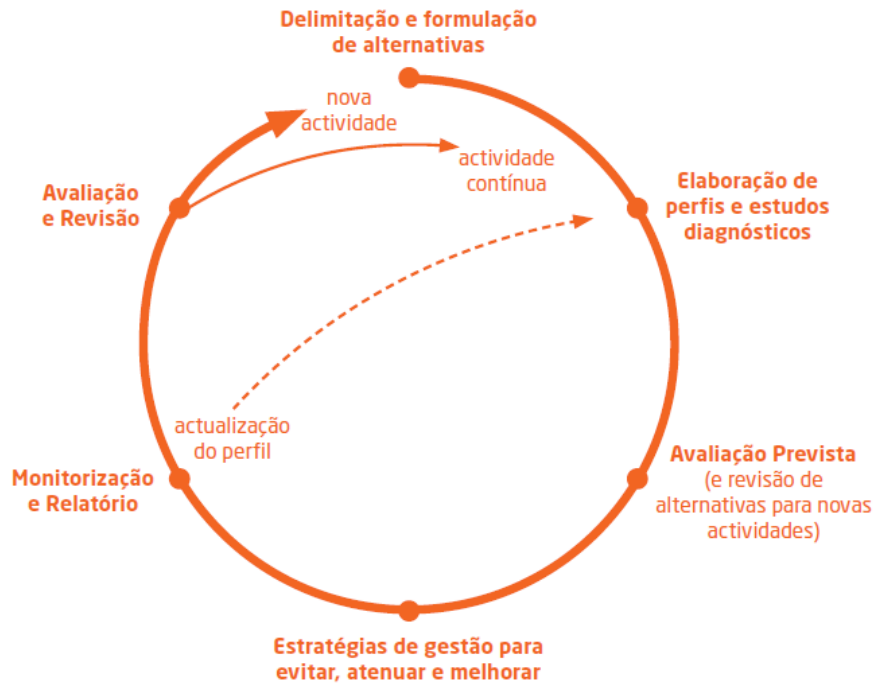 Delimitação e formulação
de alternativas
nova
actividade
actividade
contínua
Elaboração de
perfis e estudos
diagnósticos
Avaliação
e Revisão
actualização
do perfil
Avaliação Prevista
(e revisão de
alternativas para novas
actividades)
Monitorização
e Relatório
Estratégias de gestão para
evitar, atenuar e melhorar